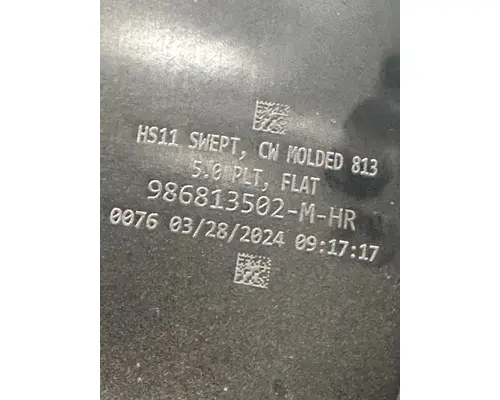 HS11 SWEPT, CW MOLDED 813
5.0 PLT, FLAT
986813502-M-HR
0076 03/28/2024 09:17:17